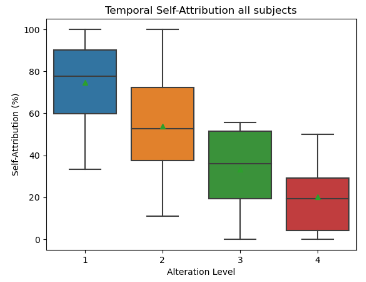 Temporal Self-Attribution all subjects
100
80
60
40
20
0
Self-Attribution (%)
1 2 3 4
Alteration Level